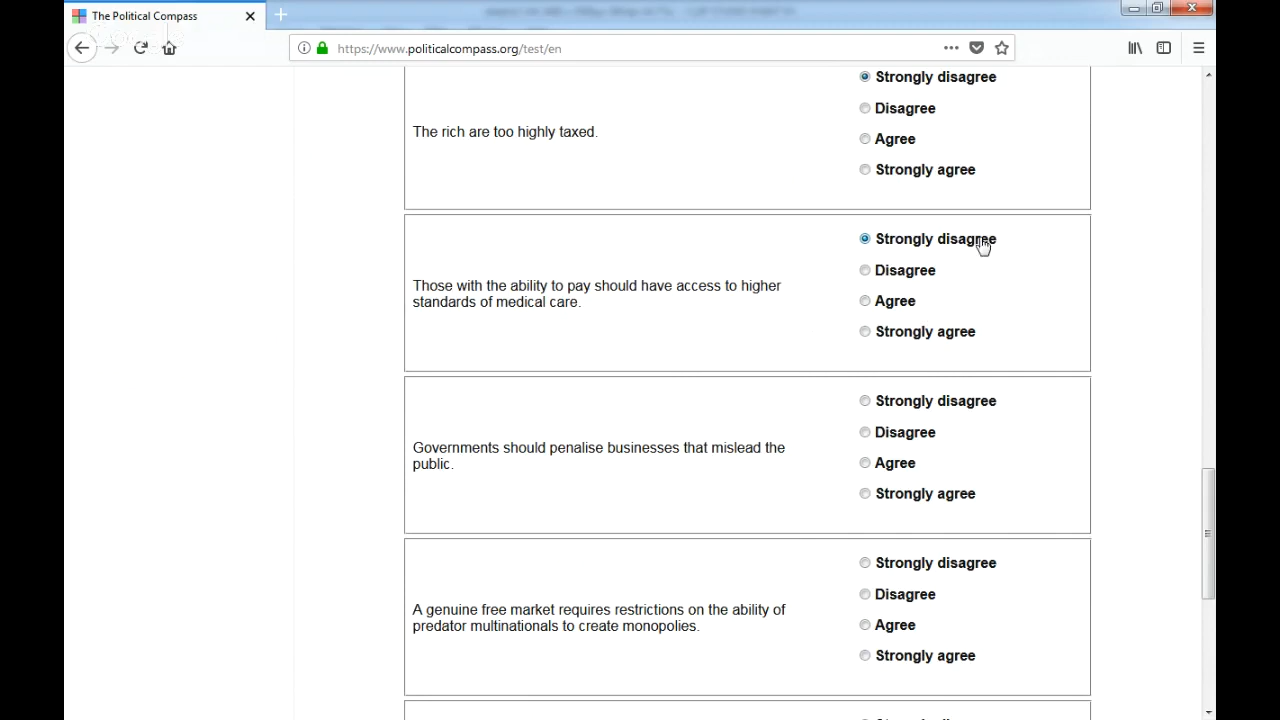 The Political Compass
https://www.politicalcompass.org/test/en
The rich are too highly taxed.
Strongly disagree
Disagree
Agree
Strongly agree
Those with the ability to pay should have access to higher
standards of medical care.
Strongly disagree
Disagree
Agree
Strongly agree
Governments should penalise businesses that mislead the
public.
Strongly disagree
Disagree
Agree
Strongly agree
A genuine free market requires restrictions on the ability of
predator multinationals to create monopolies.
Strongly disagree
Disagree
Agree
Strongly agree